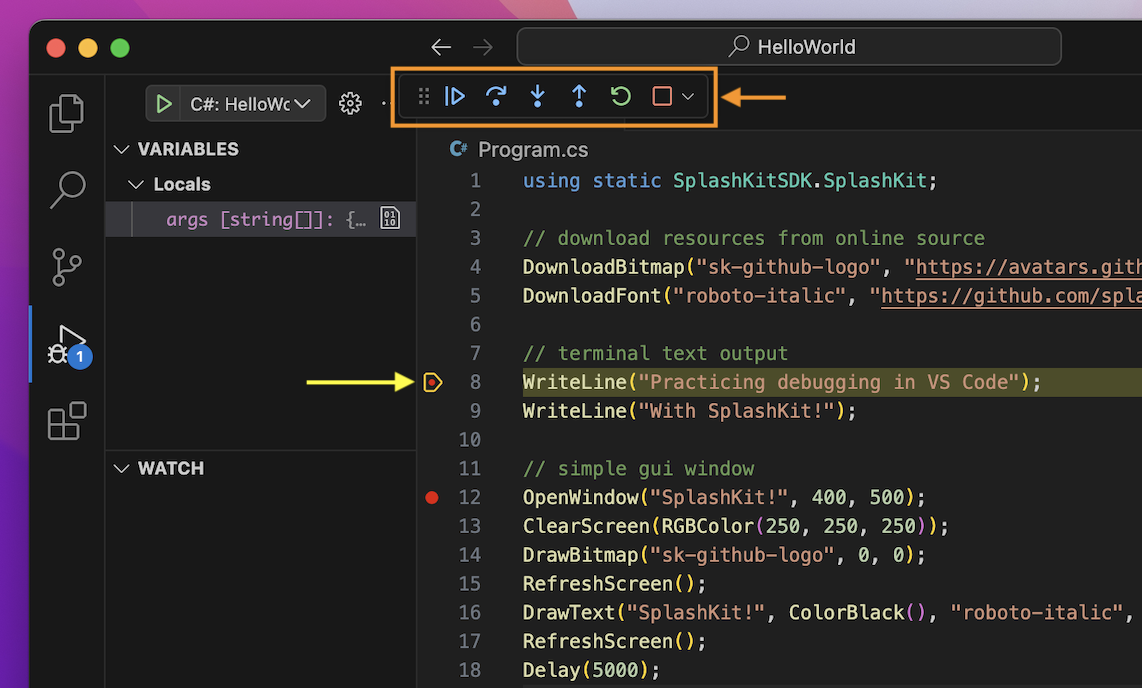 HelloWorld
C#: HelloWc
VARIABLES
Locals
args [string[]]: {…
1
WATCH
C# Program.cs
1 using static SplashKitSDK.SplashKit;
2
3 // download resources from online source
4 DownloadBitmap("sk-github-logo", "https://avatars.gith
5 DownloadFont("roboto-italic", "https://github.com/spla
6
7 // terminal text output
8 WriteLine("Practicing debugging in VS Code");
9 WriteLine("With SplashKit!");
10
11 // simple gui window
12 OpenWindow("SplashKit!", 400, 500);
13 ClearScreen(RGBColor(250, 250, 250));
14 DrawBitmap("sk-github-logo", 0, 0);
15 RefreshScreen();
16 DrawText("SplashKit!", ColorBlack(), "roboto-italic",
17 RefreshScreen();
18 Delay(5000);